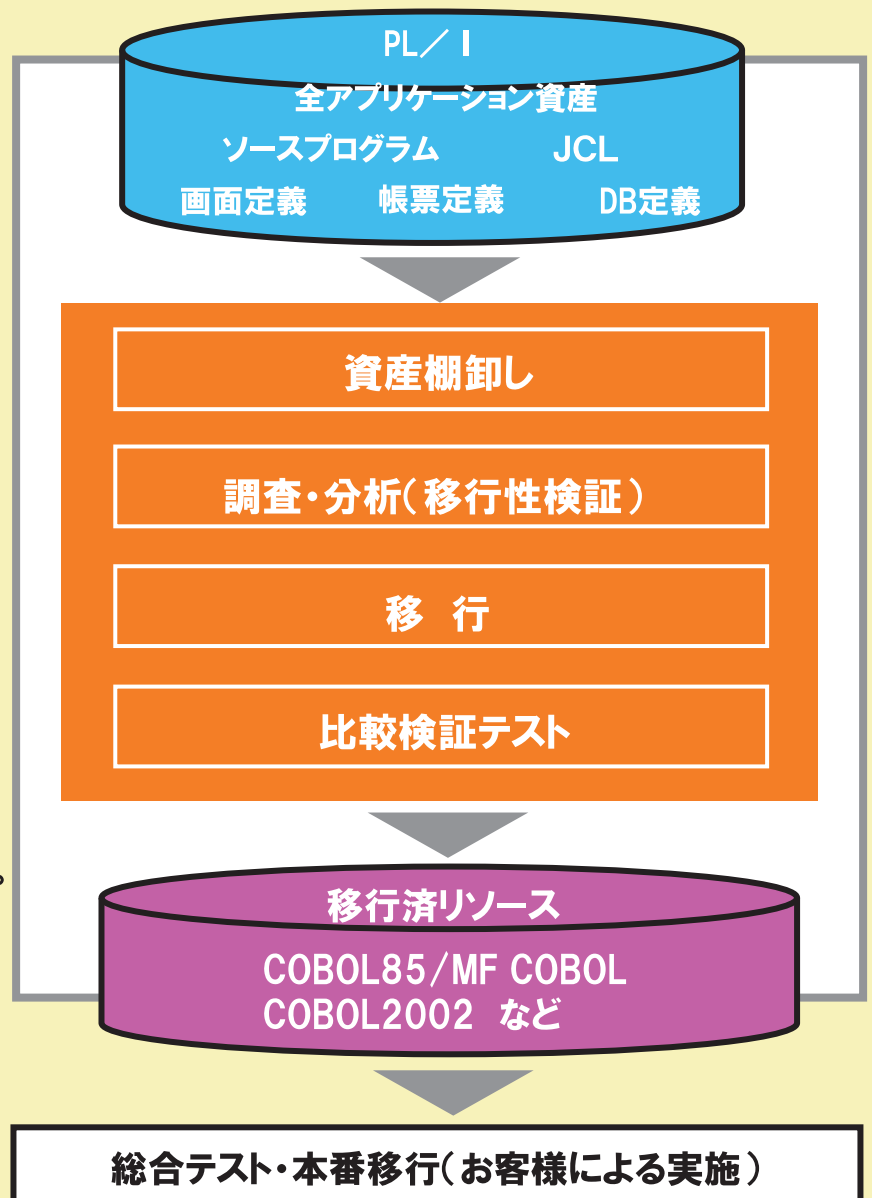 PL／Ⅰ
全アプリケーション資産
ソースプログラム JCL
画面定義 帳票定義 DB定義
資産棚卸し
調査・分析（移行性検証）
移 行
比較検証テスト
。
移行済リソース
COBOL85/MF COBOL
COBOL2002 など
総合テスト・本番移行（お客様による実施）